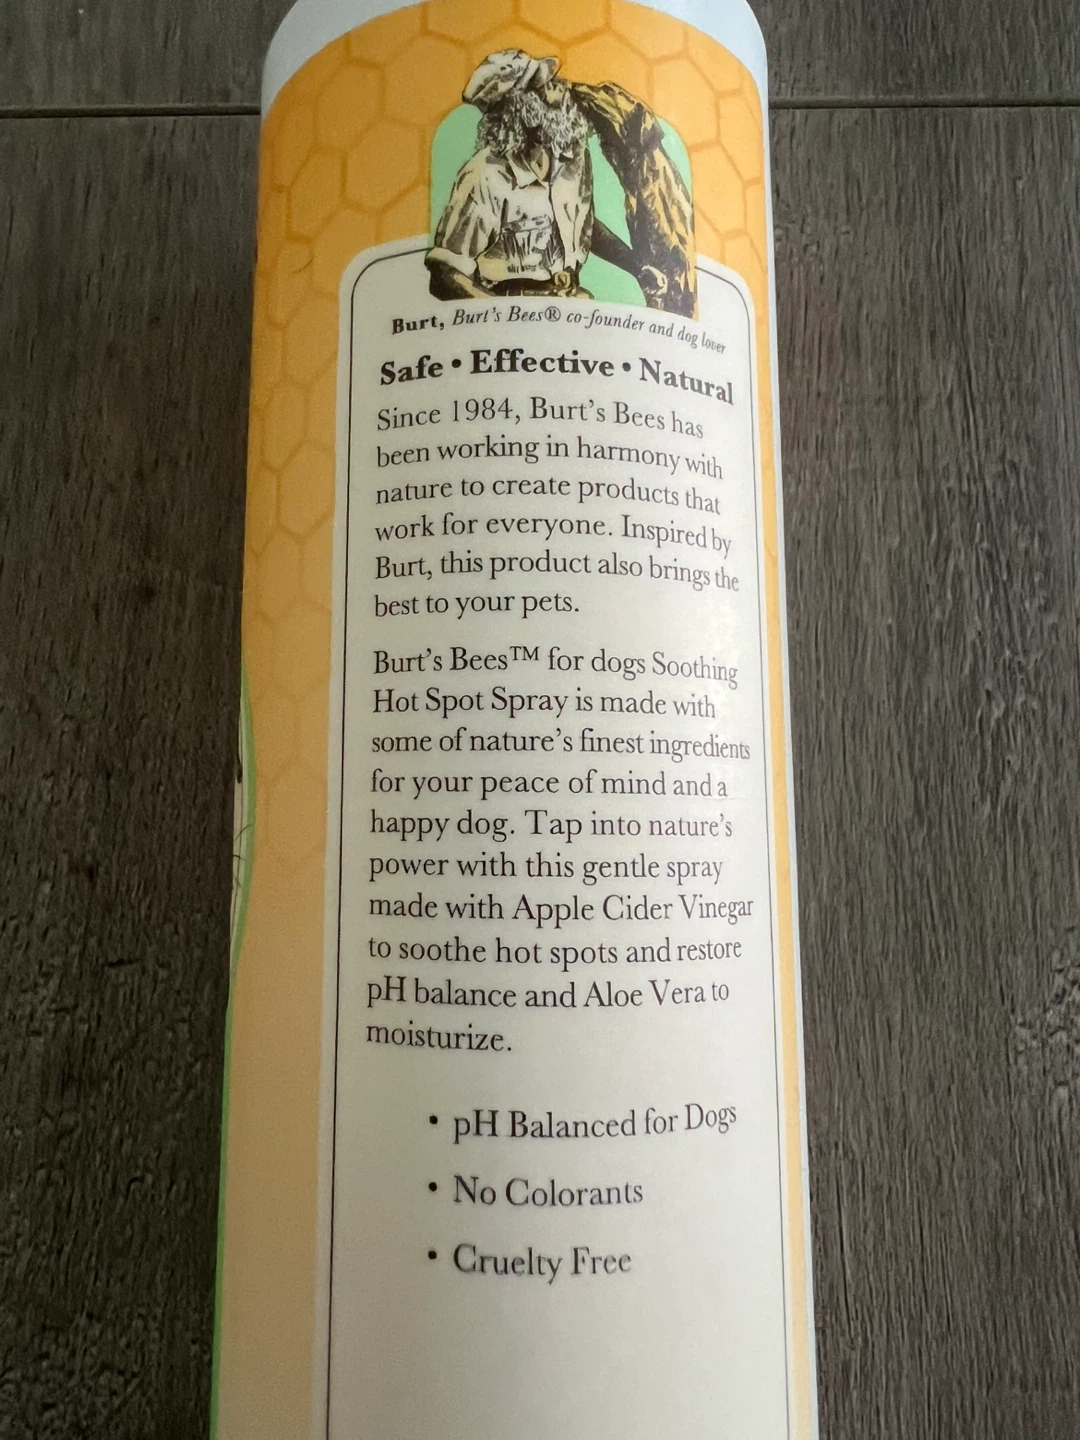 Burt, Burt's Bees® co-founder and dog lover
Safe • Effective • Natural
Since 1984, Burt's Bees has
been working in harmony with
nature to create products that
work for everyone. Inspired by
Burt, this product also brings the
best to your pets.
Burt's Bees™ for dogs Soothing
Hot Spot Spray is made with
some of nature's finest ingredients
for your peace of mind and a
happy dog. Tap into nature's
power with this gentle spray
made with Apple Cider Vinegar
to soothe hot spots and restore
pH balance and Aloe Vera to
moisturize.
• pH Balanced for Dogs
• No Colorants
• Cruelty Free